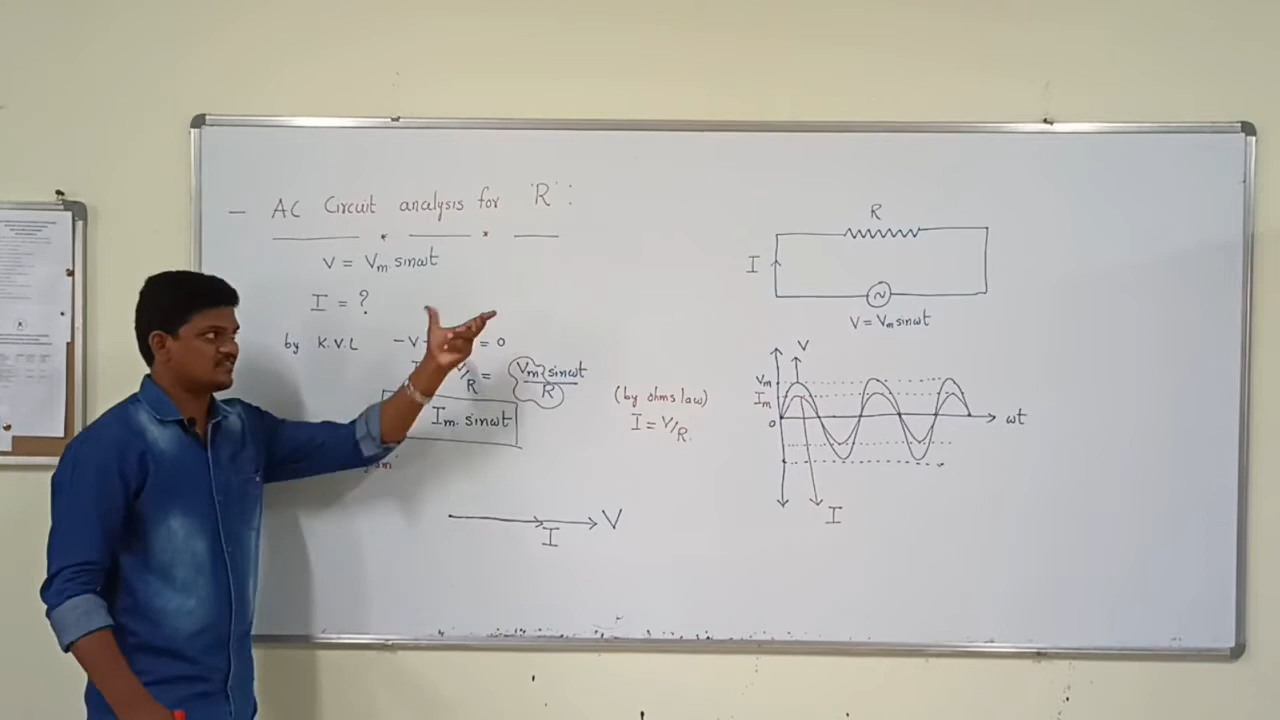 — AC Circuit analysis for 'R' :
V = Vm. sinωt
I = ?
by K.V.L -V = 0
V/R = Vm sinωt / R
(by ohms law)
Im. sinωt
I = V/R.
V
I
R
I
V = Vm sinωt
V
Vm
Im
0
ωt
I